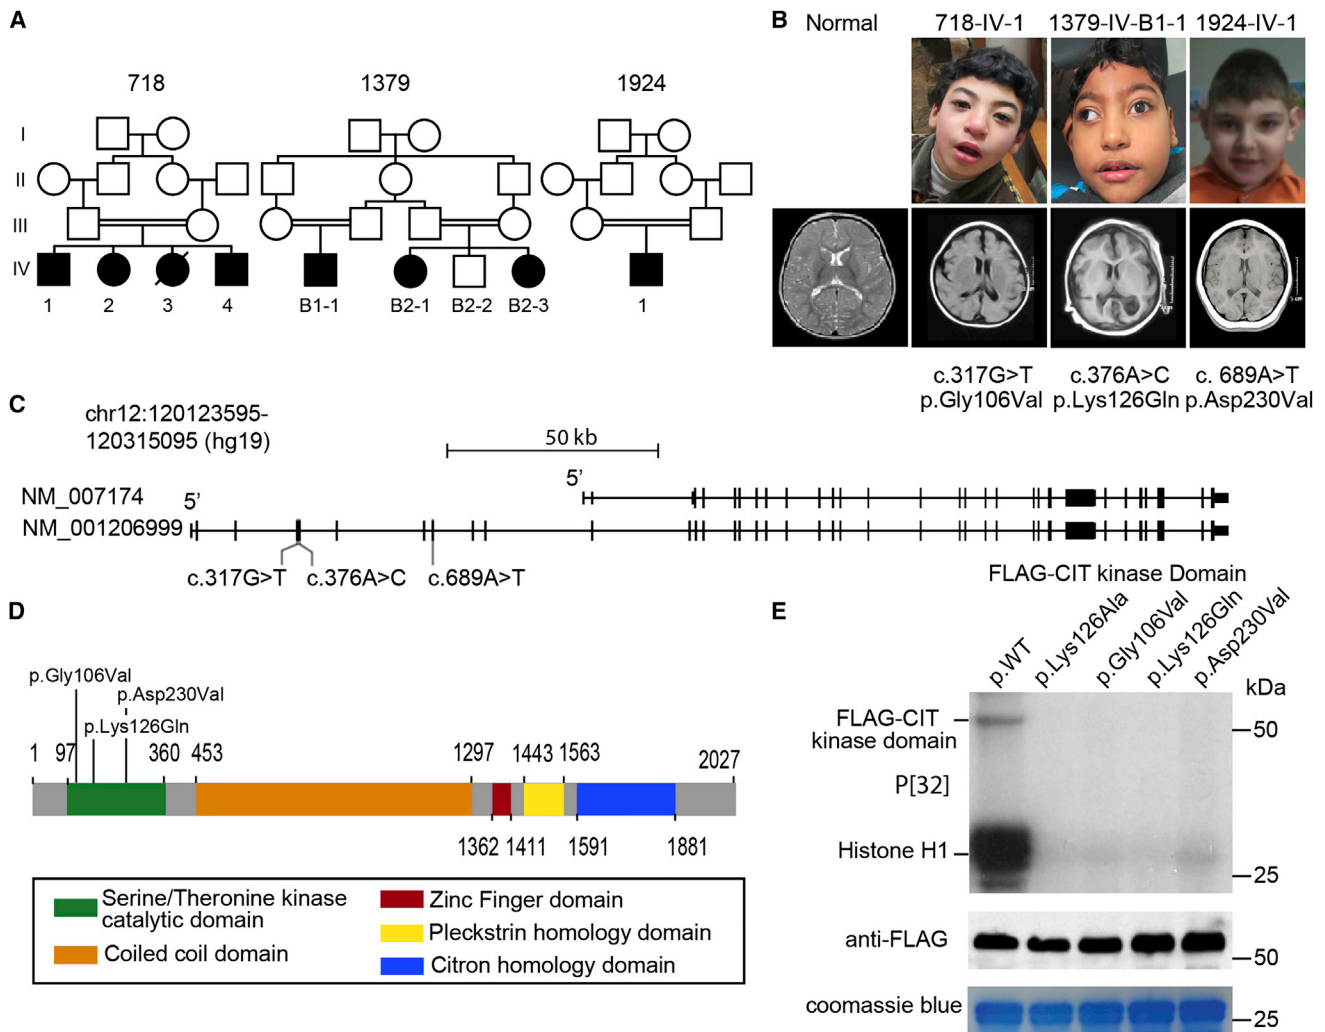 A
718
1379
1924
I
II
III
IV
1
2
3
4
B1-1
B2-1
B2-2
B2-3
1
B
Normal
718-IV-1
1379-IV-B1-1
1924-IV-1
5 cm
c.317G>T
p.Gly106Val
c.376A>C
p.Lys126Gln
c. 689A>T
p.Asp230Val
C
chr12:120123595-
120315095 (hg19)
50 kb
NM_007174
5’
5’
NM_001206999
c.317G>T
c.376A>C
c.689A>T
D
p.Gly106Val
p.Asp230Val
p.Lys126Gln
1
97
360
453
1297
1443
1563
2027
1362
1411
1591
1881
Serine/Theronine kinase
catalytic domain
Coiled coil domain
Zinc Finger domain
Pleckstrin homology domain
Citron homology domain
E
FLAG-CIT kinase Domain
p.WT
p.Lys126Ala
p.Gly106Val
p.Lys126Gln
p.Asp230Val
kDa
FLAG-CIT
kinase domain
50
P[32]
Histone H1
25
anti-FLAG
50
coomassie blue
25